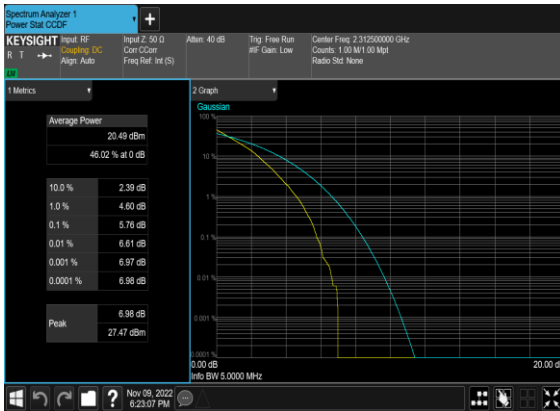 Spectrum Analyzer 1
Power Stat CCDF
KEYSIGHT
R T
LXI
Input: RF
Coupling: DC
Align: Auto
Input Z: 50 Ω
Corr CCorr
Freq Ref: Int (S)
Atten: 40 dB
Trig: Free Run
#IF Gain: Low
Center Freq: 2.312500000 GHz
Counts: 1.00 M/1.00 Mpt
Radio Std: None
1 Metrics
Average Power
20.49 dBm
46.02 % at 0 dB
10.0 % 2.39 dB
1.0 % 4.60 dB
0.1 % 5.76 dB
0.01 % 6.61 dB
0.001 % 6.97 dB
0.0001 % 6.98 dB
Peak
6.98 dB
27.47 dBm
2 Graph
Gaussian
100 %
10 %
1 %
0.1 %
0.01 %
0.001 %
0.0001 %
0.00 dB
20.00 d
Info BW 5.0000 MHz
?
Nov 09, 2022
6:23:07 PM